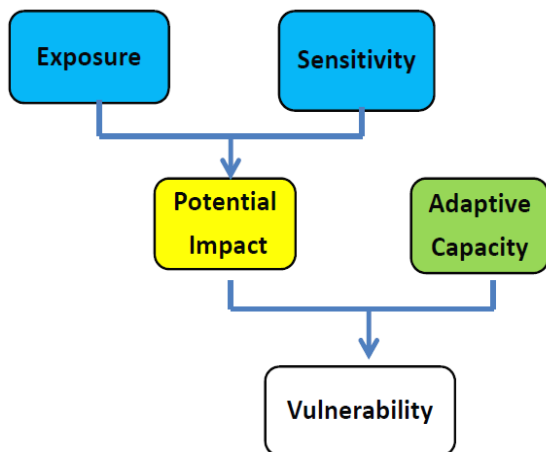 Exposure
Sensitivity
Potential
Impact
Adaptive
Capacity
Vulnerability